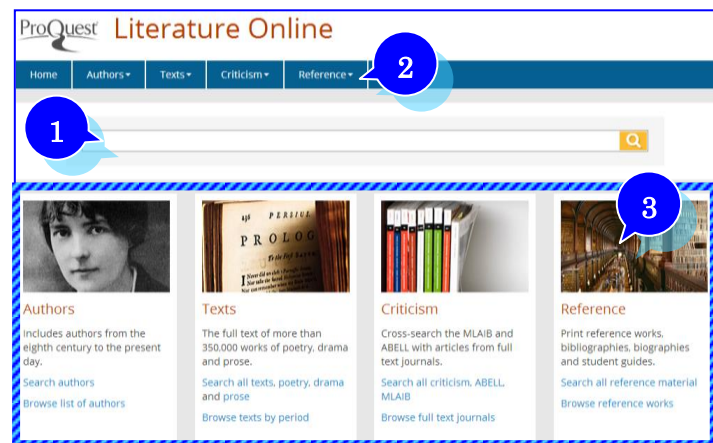 ProQuest Literature Online
Home Authors Texts Criticism Reference
2
1
3
PERSIUS
PROLOG
Authors
Includes authors from the
eighth century to the present
day.
Search authors
Browse list of authors
Texts
The full text of more than
350,000 works of poetry, drama
and prose.
Search all texts, poetry, drama
and prose
Browse texts by period
Criticism
Cross-search the MLAIB and
ABELL with articles from full
text journals.
Search all criticism, ABELL,
MLAIB
Browse full text journals
Reference
Print reference works,
bibliographies, biographies
and student guides.
Search all reference material
Browse reference works